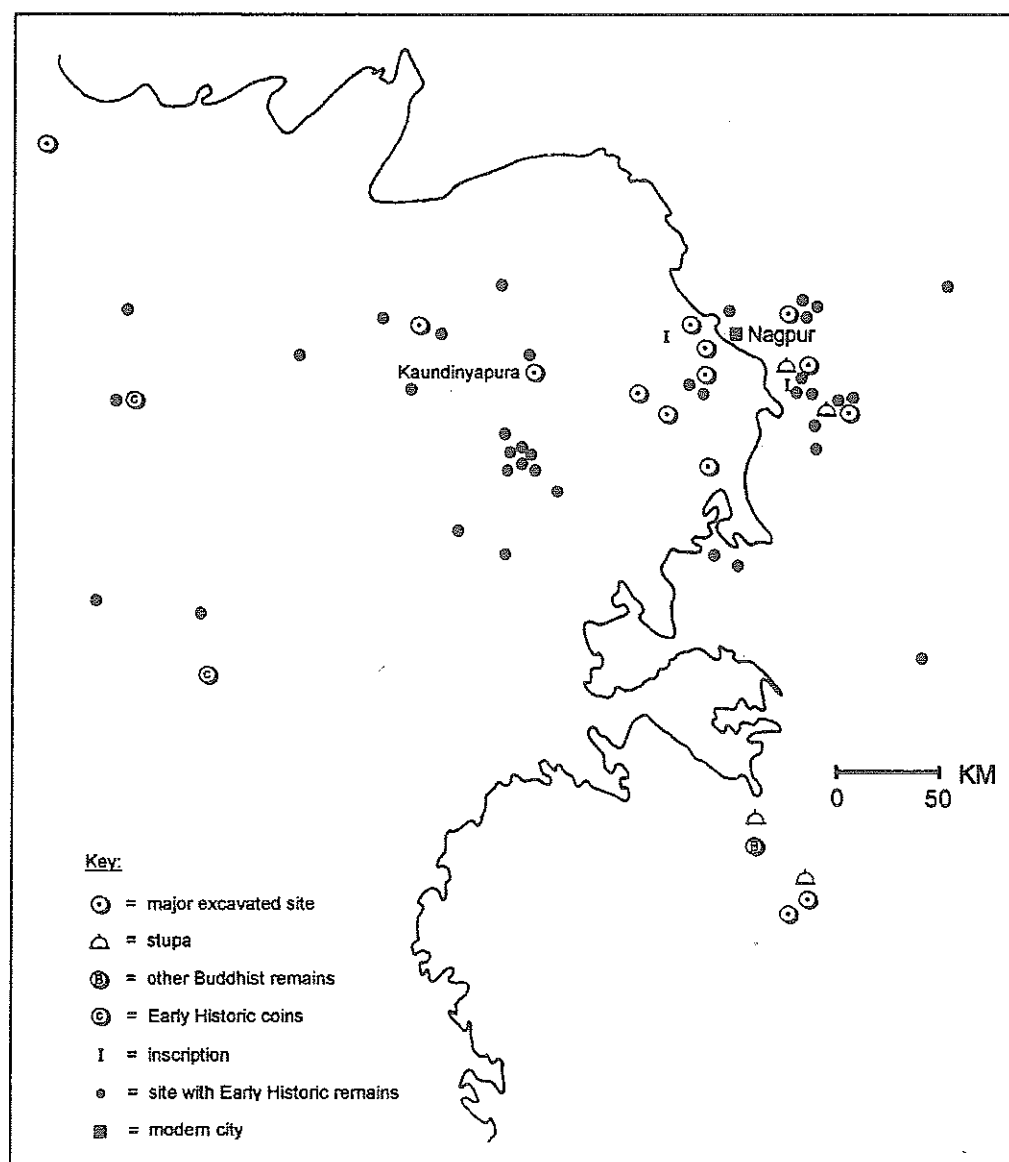 I
Nagpur
Kaundinyapura
I
C
C
KM
0 50
B
Key:
= major excavated site
= stupa
B = other Buddhist remains
C = Early Historic coins
I = inscription
= site with Early Historic remains
= modern city